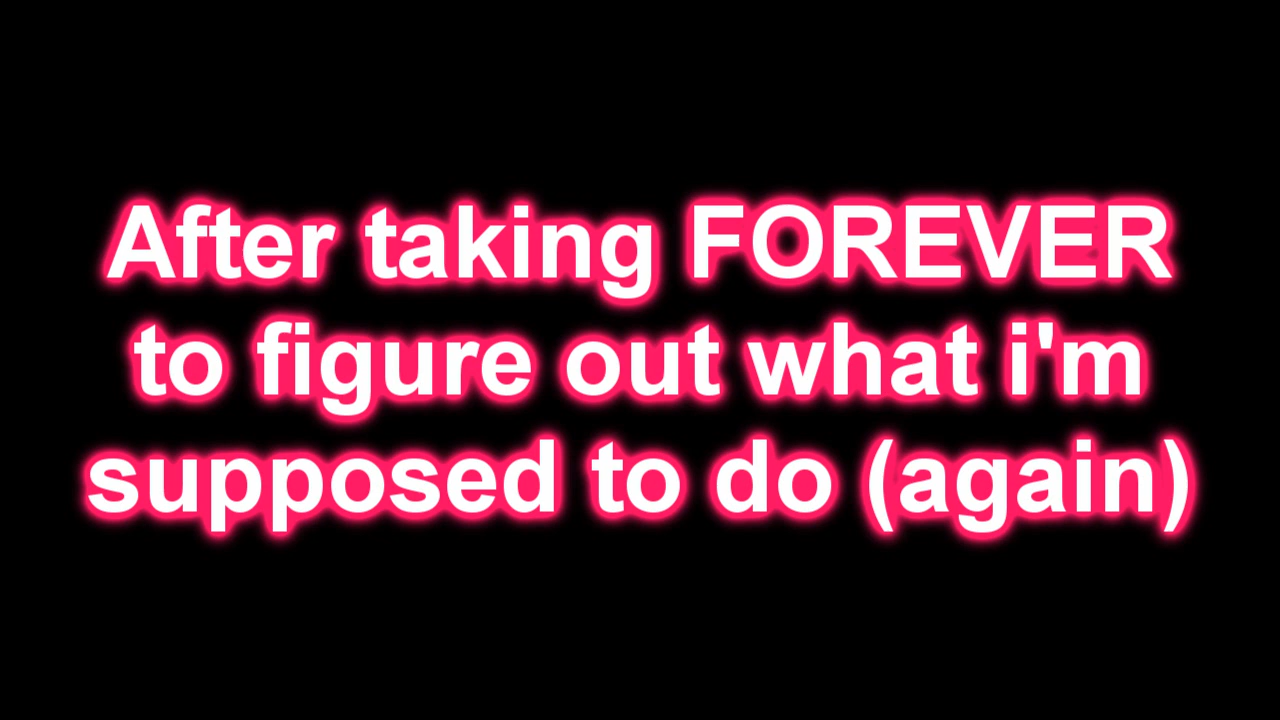 After taking FOREVER
to figure out what i'm
supposed to do (again)